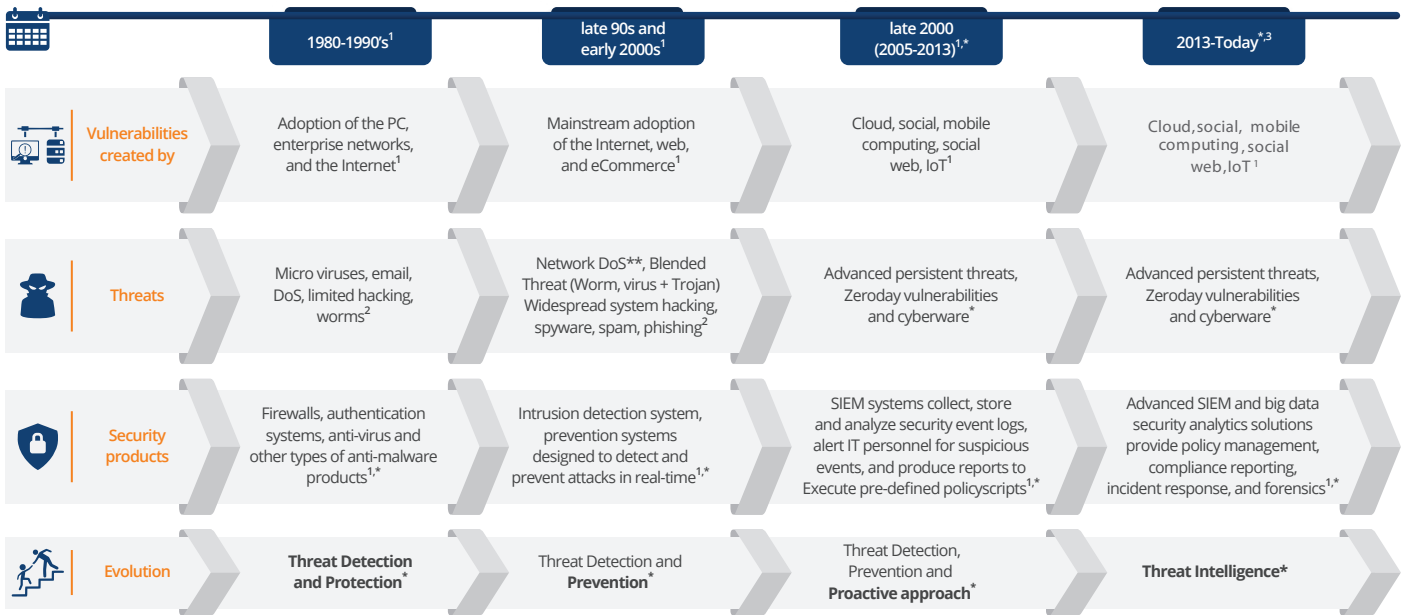 1980-1990's¹
late 90s and
early 2000s¹
late 2000
(2005-2013)¹,*
2013-Today*,³
Vulnerabilities
created by
Adoption of the PC,
enterprise networks,
and the Internet¹
Mainstream adoption
of the Internet, web,
and eCommerce¹
Cloud, social, mobile
computing, social
web, IoT¹
Cloud,social, mobile
computing ,social
web,IoT ¹
Threats
Micro viruses, email,
DoS, limited hacking,
worms²
Network DoS**, Blended
Threat (Worm, virus + Trojan)
Widespread system hacking,
spyware, spam, phishing²
Advanced persistent threats,
Zeroday vulnerabilities
and cyberware*
Advanced persistent threats,
Zeroday vulnerabilities
and cyberware*
Security
products
Firewalls, authentication
systems, anti-virus and
other types of anti-malware
products¹,*
Intrusion detection system,
prevention systems
designed to detect and
prevent attacks in real-time¹,*
SIEM systems collect, store
and analyze security event logs,
alert IT personnel for suspicious
events, and produce reports to
Execute pre-defined policyscripts¹,*
Advanced SIEM and big data
security analytics solutions
provide policy management,
compliance reporting,
incident response, and forensics¹,*
Evolution
Threat Detection
and Protection*
Threat Detection and
Prevention*
Threat Detection,
Prevention and
Proactive approach*
Threat Intelligence*